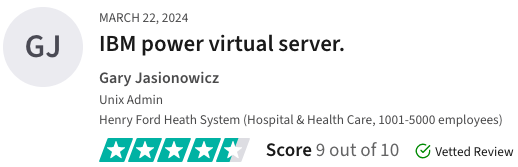 MARCH 22, 2024
GJ
IBM power virtual server.
Gary Jasionowicz
Unix Admin
Henry Ford Heath System (Hospital & Health Care, 1001-5000 employees)
Score 9 out of 10 Vetted Review